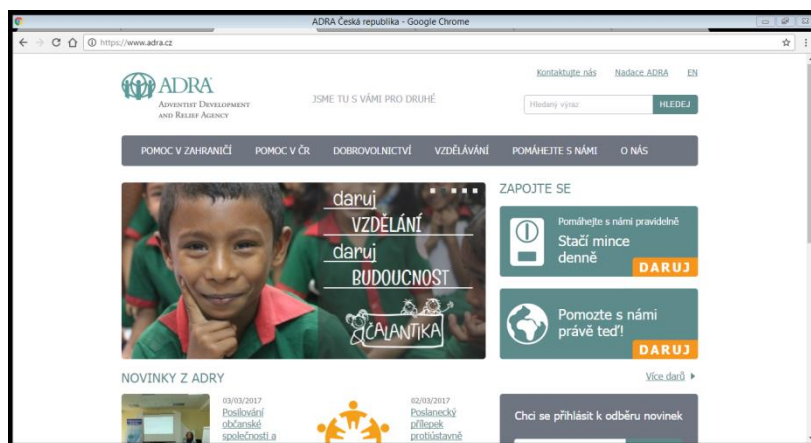 ADRA Česká republika - Google Chrome
https://www.adra.cz
ADRA
ADVENTIST DEVELOPMENT
AND RELIEF AGENCY
JSME TU S VÁMI PRO DRUHÉ
Kontaktujte nás Nadace ADRA EN
Hledaný výraz HLEDEJ
POMOC V ZAHRANIČÍ POMOC V ČR DOBROVOLNICTVÍ VZDĚLÁVÁNÍ POMÁHEJTE S NÁMI O NÁS
daruj
VZDĚLÁNÍ
daruj
BUDOUCNOST
ČALANTIKA
ZAPOJTE SE
Pomáhejte s námi pravidelně
Stačí mince
denně
DARUJ
Pomozte s námi
právě teď!
DARUJ
Více darů
NOVINKY Z ADRY
03/03/2017
Posilování
občanské
společnosti a
02/03/2017
Poslanecký
přílepek
protiústavně
Chci se přihlásit k odběru novinek